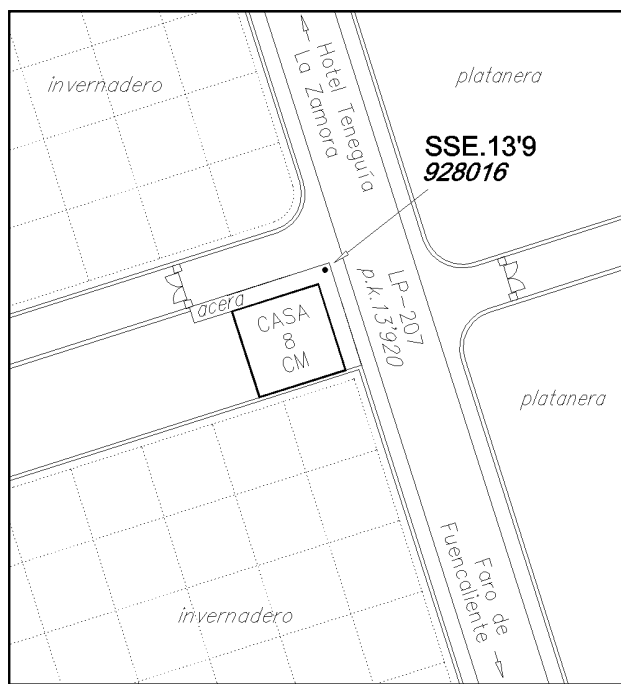 invernadero
platanera
Hotel Teneguía
La Zamora
SSE.13'9
928016
LP-207
p.k.13'920
acera
CASA
8
CM
platanera
Faro de
Fuencaliente
invernadero